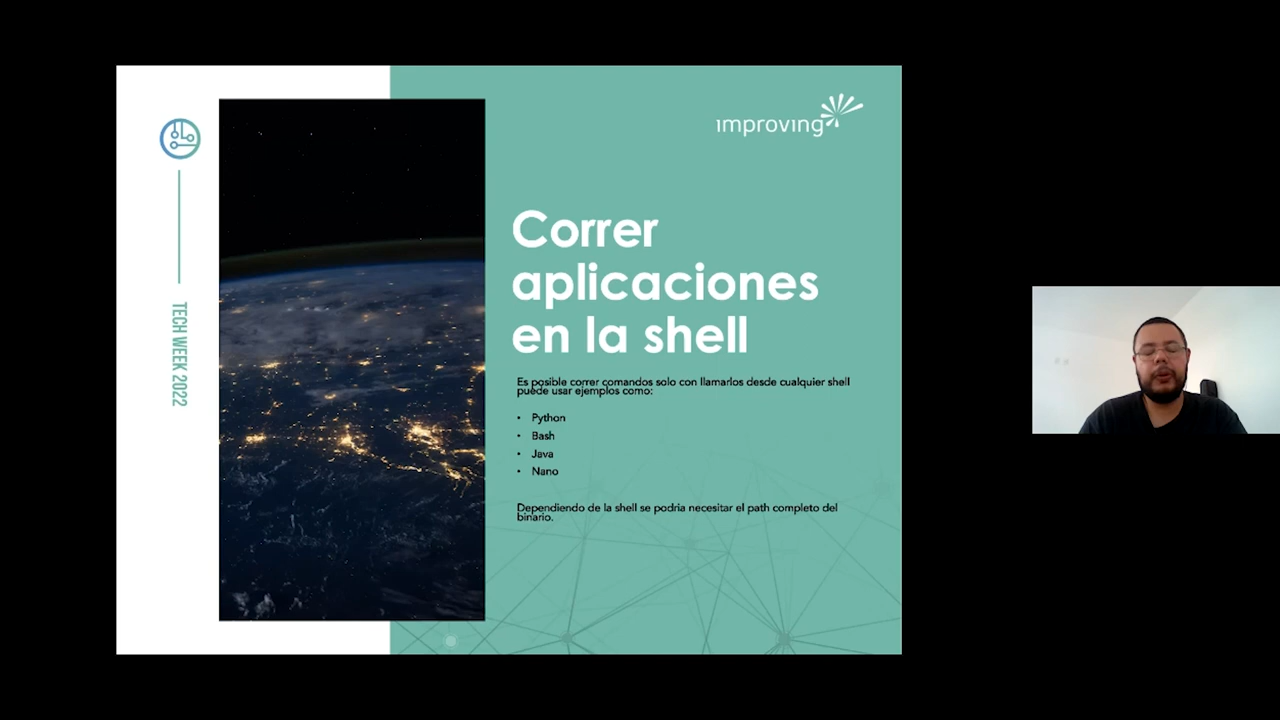 improving
TECH WEEK 2022
Correr
aplicaciones
en la shell
Es posible correr comandos solo con llamarlos desde cualquier shell
puede usar ejemplos como:
• Python
• Bash
• Java
• Nano
Dependiendo de la shell se podria necesitar el path completo del
binario.